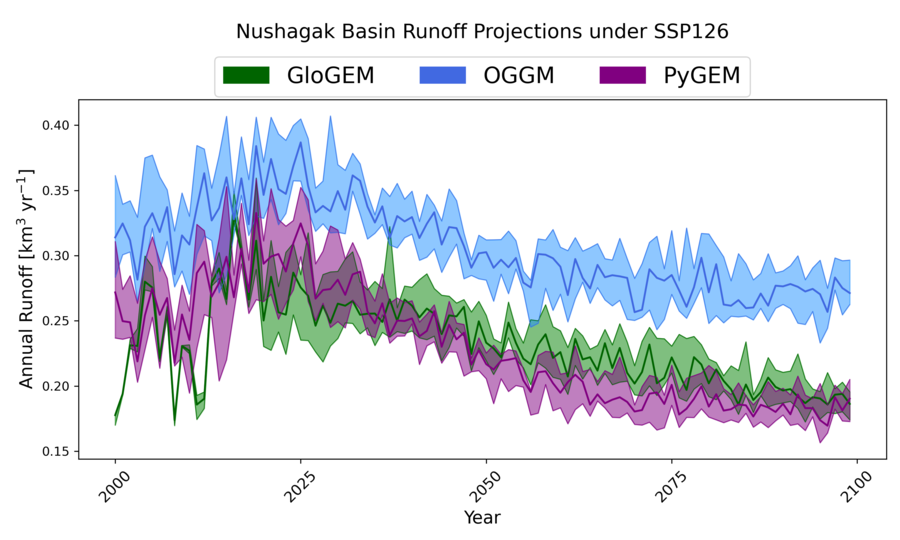 Nushagak Basin Runoff Projections under SSP126
GloGEM OGGM PyGEM
Annual Runoff [km³ yr⁻¹]
0.40
0.35
0.30
0.25
0.20
0.15
2000 2025 2050 2075 2100
Year